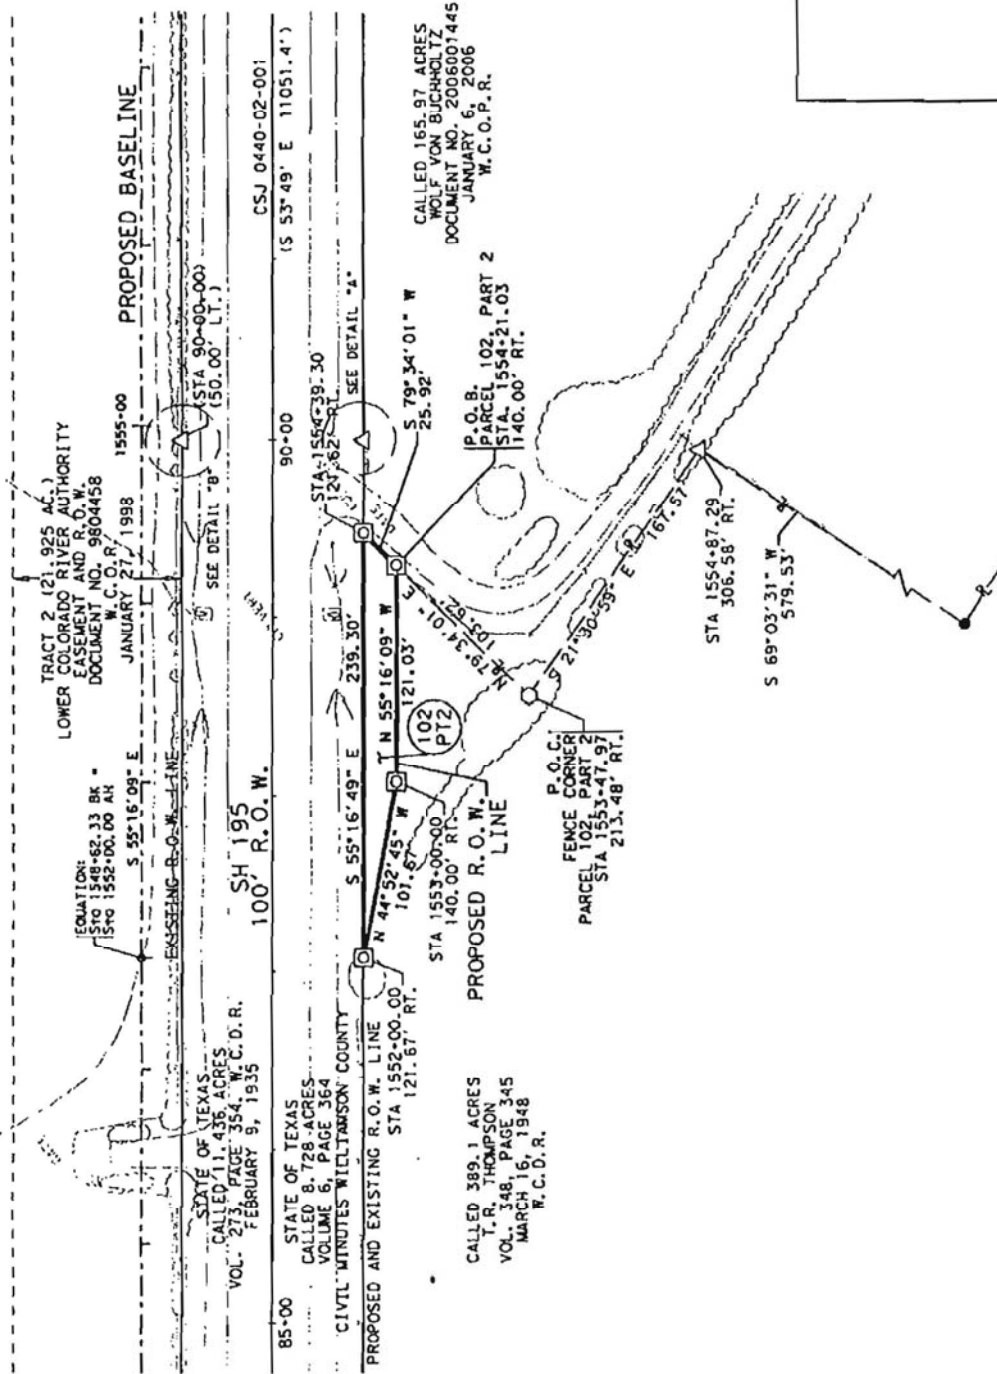 TRACT 2 (21.925 AC.)
LOWER COLORADO RIVER AUTHORITY
EASEMENT AND R.O.W.
DOCUMENT NO. 9804458
W.C.O.R.
JANUARY 27, 1998
EQUATION:
Sta 1548+62.33 BK =
Sta 1552+00.00 AH
S 55°16'09" E
1555+00
PROPOSED BASELINE
EXISTING R.O.W. LINE
SEE DETAIL "B"
(STA 90+00.00)
(50.00' LT.)
STATE OF TEXAS
CALLED 11.436 ACRES
VOL. 273, PAGE 354, W.C.D.R.
FEBRUARY 9, 1935
SH 195
100' R.O.W.
CSJ 0440-02-001
85+00
90+00
(S 53°49' E 11051.4')
STATE OF TEXAS
CALLED 8.728 ACRES
VOLUME 6, PAGE 364
CIVIL MINUTES WILLIAMSON COUNTY
STA 1554+39.30
121.62' RT.
PROPOSED AND EXISTING R.O.W. LINE
S 55°16'49" E 239.30'
SEE DETAIL "A"
STA 1552+00.00
121.67' RT.
N 44°52'45" W
101.67'
N 55°16'09" W
121.03'
S 79°34'01" W
25.92'
CALLED 165.97 ACRES
WOLF VON BUCHHOLTZ
DOCUMENT NO. 2006001445
JANUARY 6, 2006
W.C.O.P.R.
102
PT2
STA 1553+00.00
140.00' RT.
PROPOSED R.O.W.
LINE
N 79°34'01" E
103.62'
P.O.B.
PARCEL 102, PART 2
STA. 1554+21.03
140.00' RT.
CALLED 389.1 ACRES
T.R. THOMPSON
VOL. 348, PAGE 345
MARCH 16, 1948
W.C.D.R.
P.O.C.
FENCE CORNER
PARCEL 102, PART 2
STA 1553+47.97
213.48' RT.
S 21°30'59" E 167.57'
STA 1554+87.29
306.58' RT.
S 69°03'31" W
579.53'